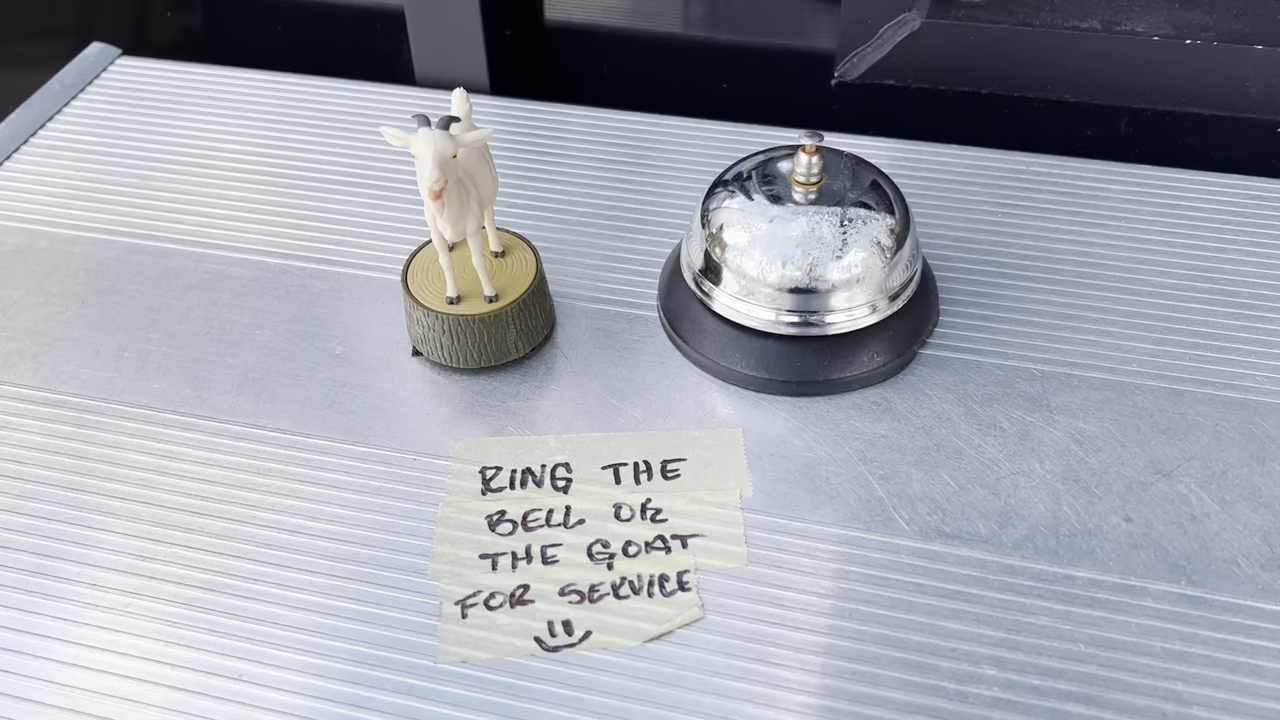 RING THE
BELL OR
THE GOAT
FOR SERVICE